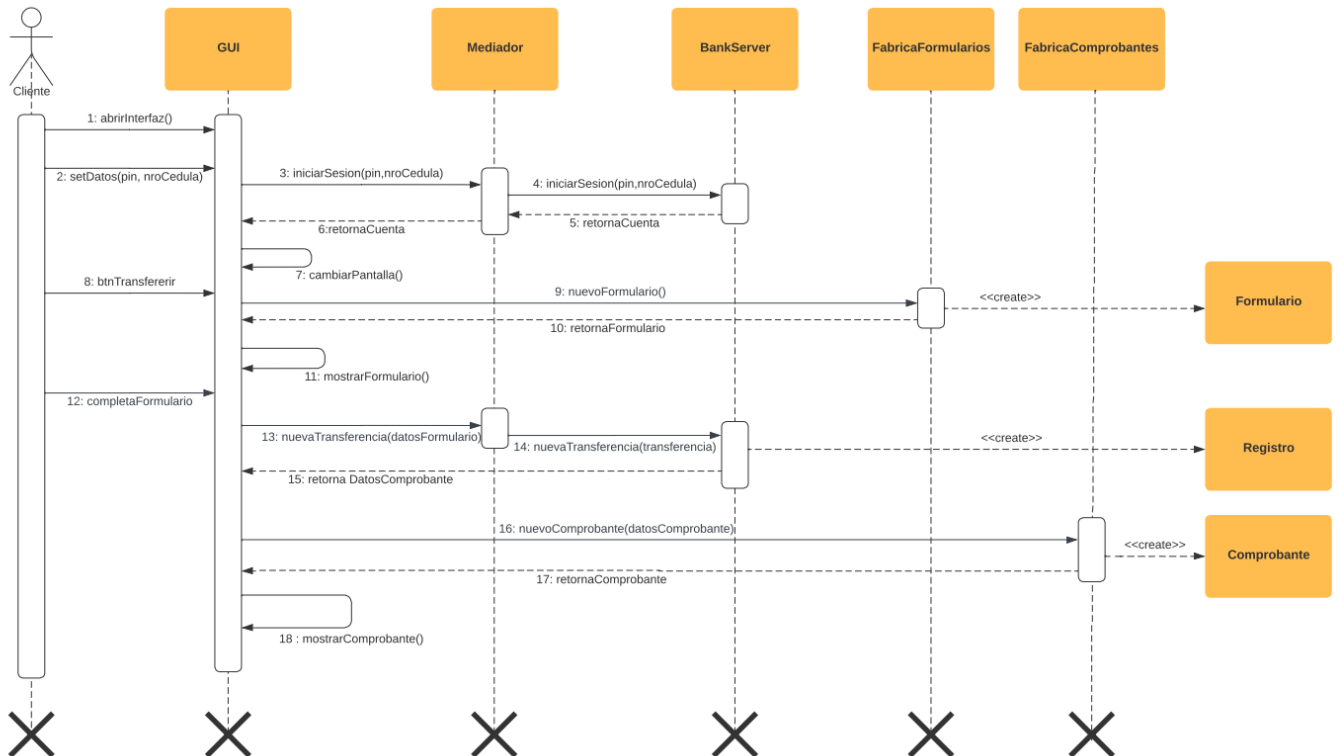 GUI
Mediador
BankServer
FabricaFormularios
FabricaComprobantes
Cliente
1: abrirInterfaz()
2: setDatos(pin, nroCedula)
3: iniciarSesion(pin,nroCedula)
4: iniciarSesion(pin,nroCedula)
5: retornaCuenta
6:retornaCuenta
7: cambiarPantalla()
8: btnTransfererir
9: nuevoFormulario()
<<create>>
Formulario
10: retornaFormulario
11: mostrarFormulario()
12: completaFormulario
13: nuevaTransferencia(datosFormulario)
14: nuevaTransferencia(transferencia)
<<create>>
Registro
15: retorna DatosComprobante
16: nuevoComprobante(datosComprobante)
<<create>>
Comprobante
17: retornaComprobante
18 : mostrarComprobante()